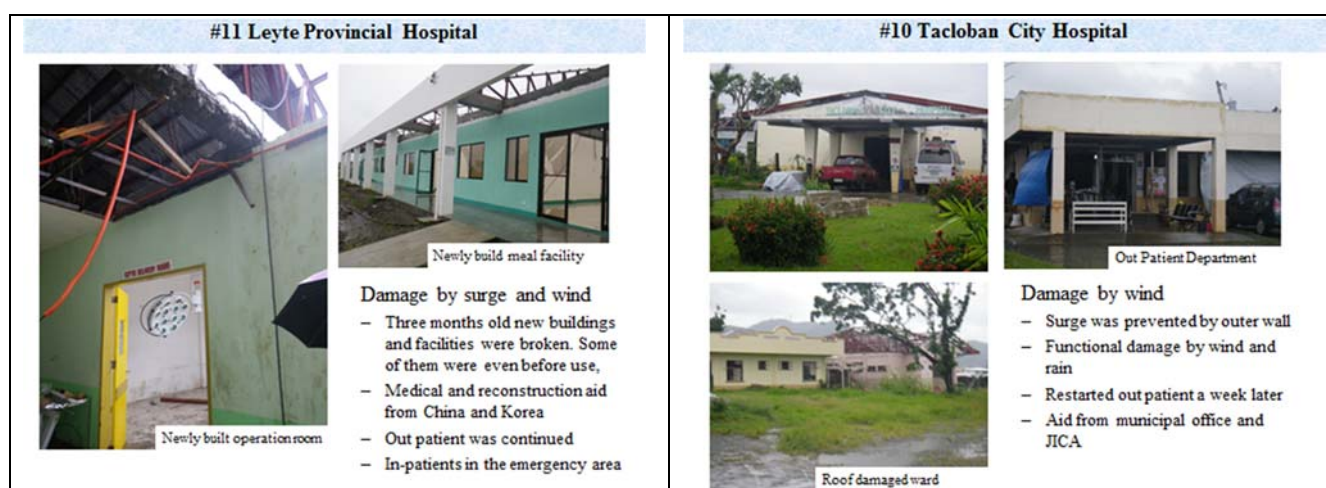 #11 Leyte Provincial Hospital
Newly build meal facility
Newly built operation room
Damage by surge and wind
– Three months old new buildings
and facilities were broken. Some
of them were even before use,
– Medical and reconstruction aid
from China and Korea
– Out patient was continued
– In-patients in the emergency area
#10 Tacloban City Hospital
Out Patient Department
Roof damaged ward
Damage by wind
– Surge was prevented by outer wall
– Functional damage by wind and
rain
– Restarted out patient a week later
– Aid from municipal office and
JICA